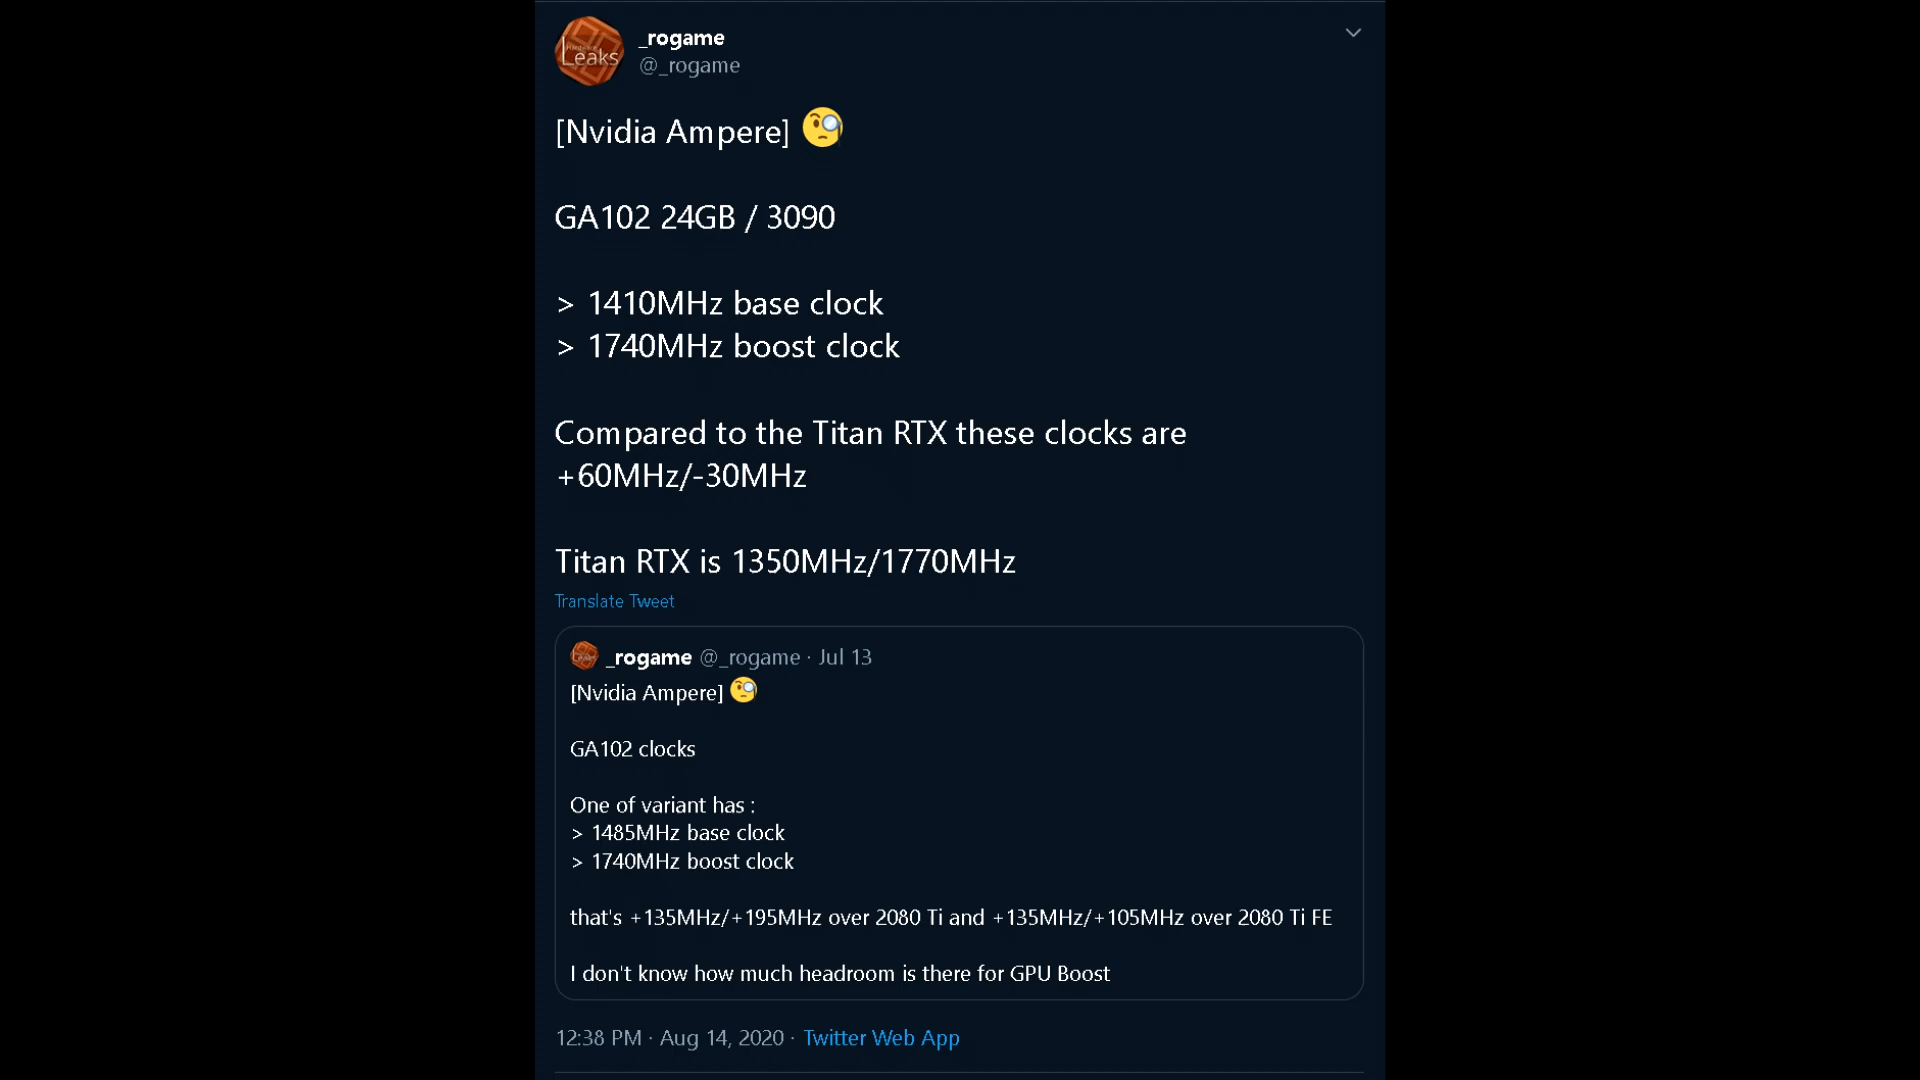 Hardware
Leaks
_rogame
@_rogame
[Nvidia Ampere] 🧐
GA102 24GB / 3090
> 1410MHz base clock
> 1740MHz boost clock
Compared to the Titan RTX these clocks are
+60MHz/-30MHz
Titan RTX is 1350MHz/1770MHz
Translate Tweet
_rogame @_rogame · Jul 13
[Nvidia Ampere] 🧐
GA102 clocks
One of variant has :
> 1485MHz base clock
> 1740MHz boost clock
that's +135MHz/+195MHz over 2080 Ti and +135MHz/+105MHz over 2080 Ti FE
I don't know how much headroom is there for GPU Boost
12:38 PM · Aug 14, 2020 · Twitter Web App